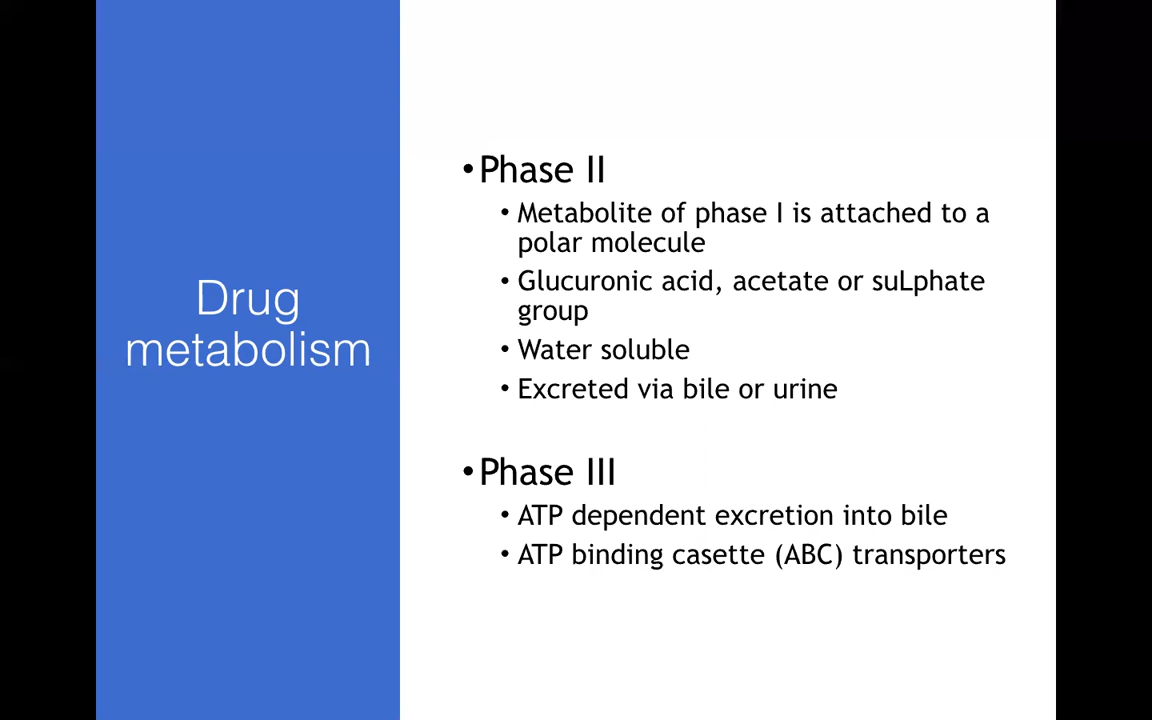 Drug
metabolism
•Phase II
• Metabolite of phase I is attached to a
polar molecule
• Glucuronic acid, acetate or suLphate
group
• Water soluble
• Excreted via bile or urine
•Phase III
• ATP dependent excretion into bile
• ATP binding casette (ABC) transporters